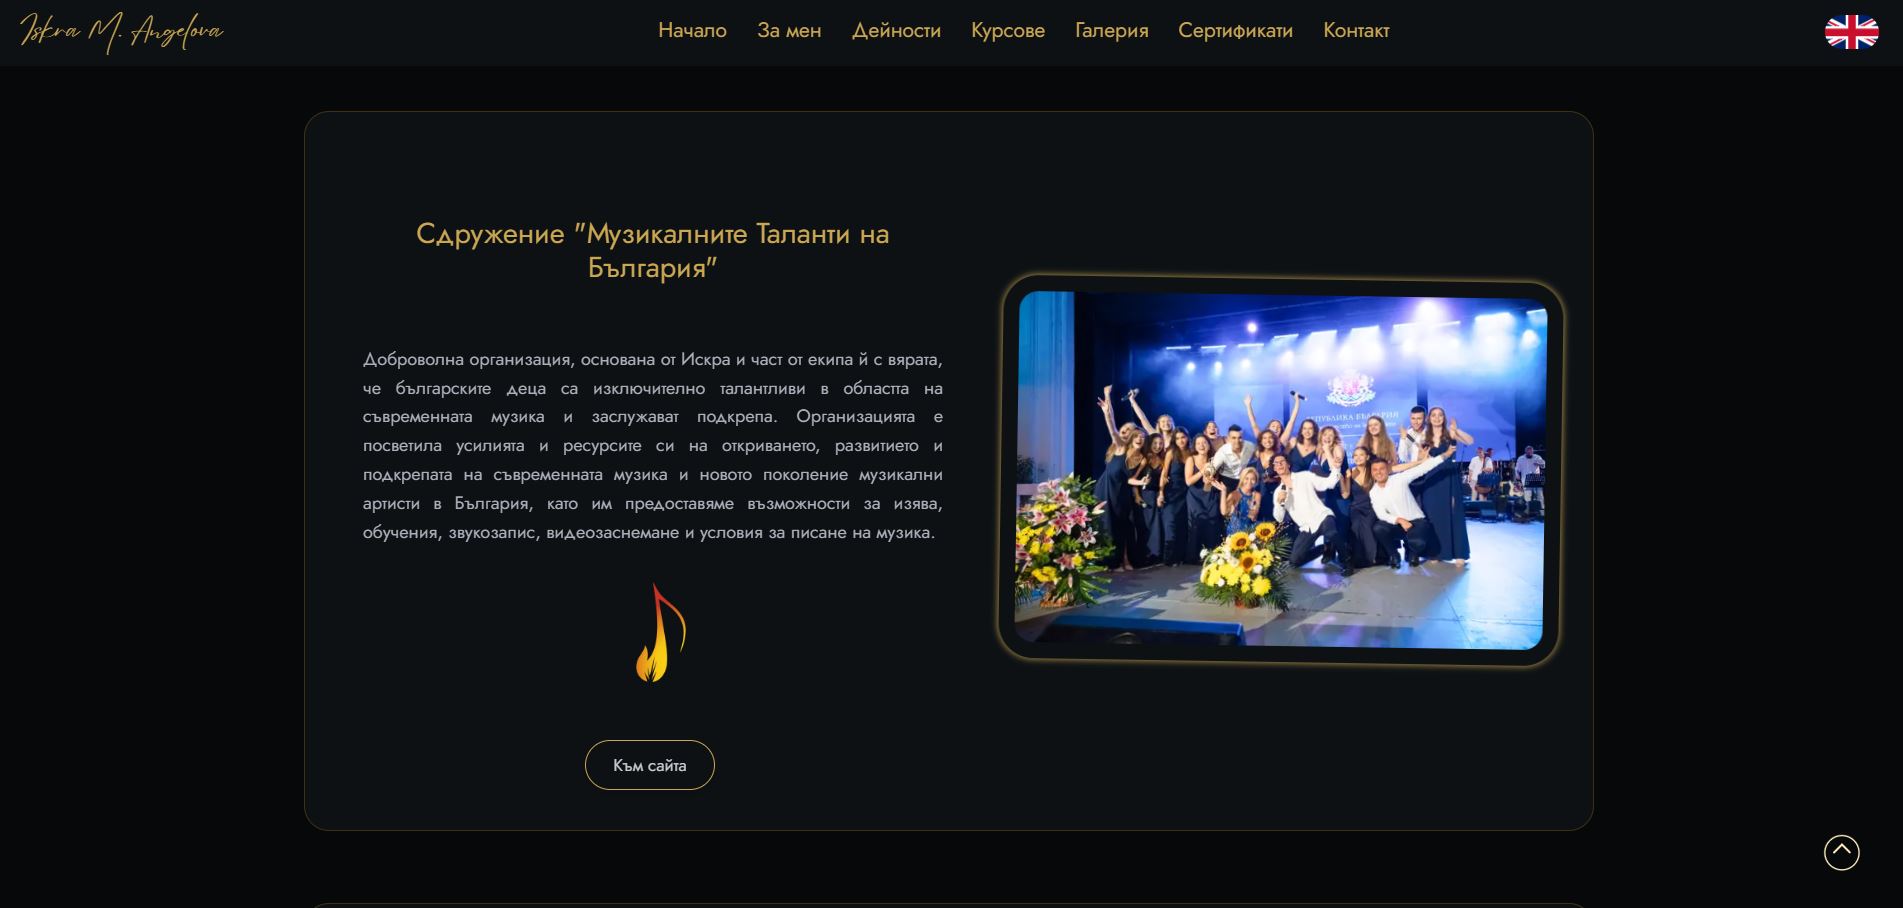 Iskra M. Angelova
Начало За мен Дейности Курсове Галерия Сертификати Контакт
Сдружение "Музикалните Таланти на
България"
Доброволна организация, основана от Искра и част от екипа й с вярата,
че българските деца са изключително талантливи в областта на
съвременната музика и заслужават подкрепа. Организацията е
посветила усилията и ресурсите си на откриването, развитието и
подкрепата на съвременната музика и новото поколение музикални
артисти в България, като им предоставяме възможности за изява,
обучения, звукозапис, видеозаснемане и условия за писане на музика.
РЕПУБЛИКА БЪЛГАРИЯ
Към сайта